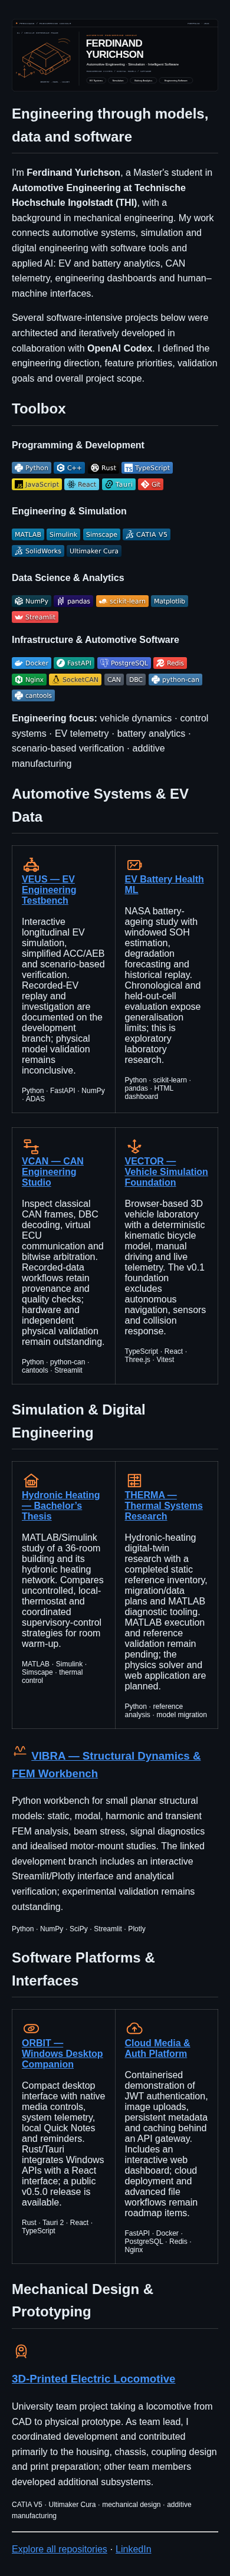 FERDINAND
YURICHSON
Automotive Engineering · Simulation · Intelligent Software
Engineering through models,
data and software
I'm Ferdinand Yurichson, a Master's student in
Automotive Engineering at Technische
Hochschule Ingolstadt (THI), with a
background in mechanical engineering. My work
connects automotive systems, simulation and
digital engineering with software tools and
applied AI: EV and battery analytics, CAN
telemetry, engineering dashboards and human–
machine interfaces.
Several software-intensive projects below were
architected and iteratively developed in
collaboration with OpenAI Codex. I defined the
engineering direction, feature priorities, validation
goals and overall project scope.
Toolbox
Programming & Development
Python C++ Rust TypeScript
JavaScript React Tauri Git
Engineering & Simulation
MATLAB Simulink Simscape CATIA V5
SolidWorks Ultimaker Cura
Data Science & Analytics
NumPy pandas scikit-learn Matplotlib
Streamlit
Infrastructure & Automotive Software
Docker FastAPI PostgreSQL Redis
Nginx SocketCAN CAN DBC python-can
cantools
Engineering focus: vehicle dynamics · control
systems · EV telemetry · battery analytics ·
scenario-based verification · additive
manufacturing
Automotive Systems & EV
Data
VEUS — EV
Engineering
Testbench
Interactive
longitudinal EV
simulation,
simplified ACC/AEB
and scenario-based
verification.
Recorded-EV
replay and
investigation are
documented on the
development
branch; physical
model validation
remains
inconclusive.
Python · FastAPI · NumPy
· ADAS
EV Battery Health
ML
NASA battery-
ageing study with
windowed SOH
estimation,
degradation
forecasting and
historical replay.
Chronological and
held-out-cell
evaluation expose
generalisation
limits; this is
exploratory
laboratory
research.
Python · scikit-learn ·
pandas · HTML
dashboard
VCAN — CAN
Engineering
Studio
Inspect classical
CAN frames, DBC
decoding, virtual
ECU
communication and
bitwise arbitration.
Recorded-data
workflows retain
provenance and
quality checks;
hardware and
independent
physical validation
remain outstanding.
Python · python-can ·
cantools · Streamlit
VECTOR —
Vehicle Simulation
Foundation
Browser-based 3D
vehicle laboratory
with a deterministic
kinematic bicycle
model, manual
driving and live
telemetry. The v0.1
foundation
excludes
autonomous
navigation, sensors
and collision
response.
TypeScript · React ·
Three.js · Vitest
Simulation & Digital
Engineering
Hydronic Heating
— Bachelor's
Thesis
MATLAB/Simulink
study of a 36-room
building and its
hydronic heating
network. Compares
uncontrolled, local-
thermostat and
coordinated
supervisory-control
strategies for room
warm-up.
MATLAB · Simulink ·
Simscape · thermal
control
THERMA —
Thermal Systems
Research
Hydronic-heating
digital-twin
research with a
completed static
reference inventory,
migration/data
plans and MATLAB
diagnostic tooling.
MATLAB execution
and reference
validation remain
pending; the
physics solver and
web application are
planned.
Python · reference
analysis · model migration
VIBRA — Structural Dynamics &
FEM Workbench
Python workbench for small planar structural
models: static, modal, harmonic and transient
FEM analysis, beam stress, signal diagnostics
and idealised motor-mount studies. The linked
development branch includes an interactive
Streamlit/Plotly interface and analytical
verification; experimental validation remains
outstanding.
Python · NumPy · SciPy · Streamlit · Plotly
Software Platforms &
Interfaces
ORBIT —
Windows Desktop
Companion
Compact desktop
interface with native
media controls,
system telemetry,
local Quick Notes
and reminders.
Rust/Tauri
integrates Windows
APIs with a React
interface; a public
v0.5.0 release is
available.
Rust · Tauri 2 · React ·
TypeScript
Cloud Media &
Auth Platform
Containerised
demonstration of
JWT authentication,
image uploads,
persistent metadata
and caching behind
an API gateway.
Includes an
interactive web
dashboard; cloud
deployment and
advanced file
workflows remain
roadmap items.
FastAPI · Docker ·
PostgreSQL · Redis ·
Nginx
Mechanical Design &
Prototyping
3D-Printed Electric Locomotive
University team project taking a locomotive from
CAD to physical prototype. As team lead, I
coordinated development and contributed
primarily to the housing, chassis, coupling design
and print preparation; other team members
developed additional subsystems.
CATIA V5 · Ultimaker Cura · mechanical design · additive
manufacturing
Explore all repositories · LinkedIn